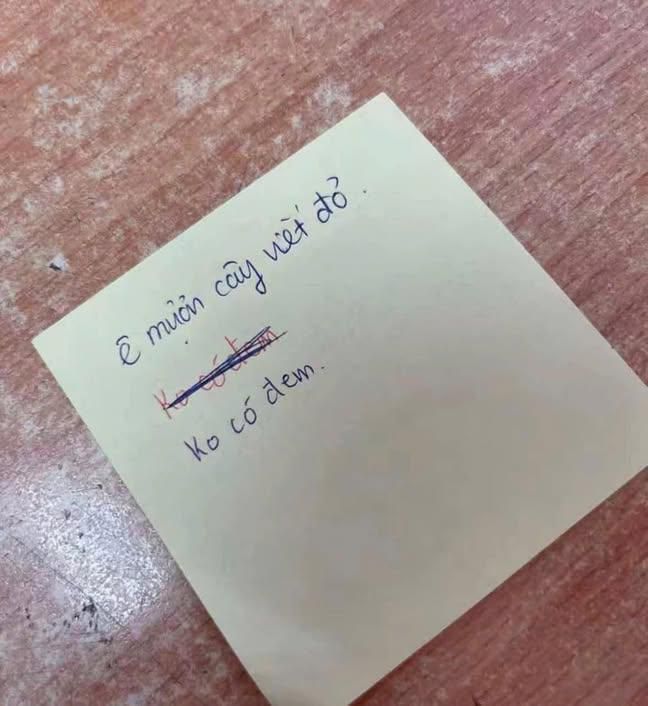 ê mượn cây viết đỏ.
Ko có đem
Ko có đem.